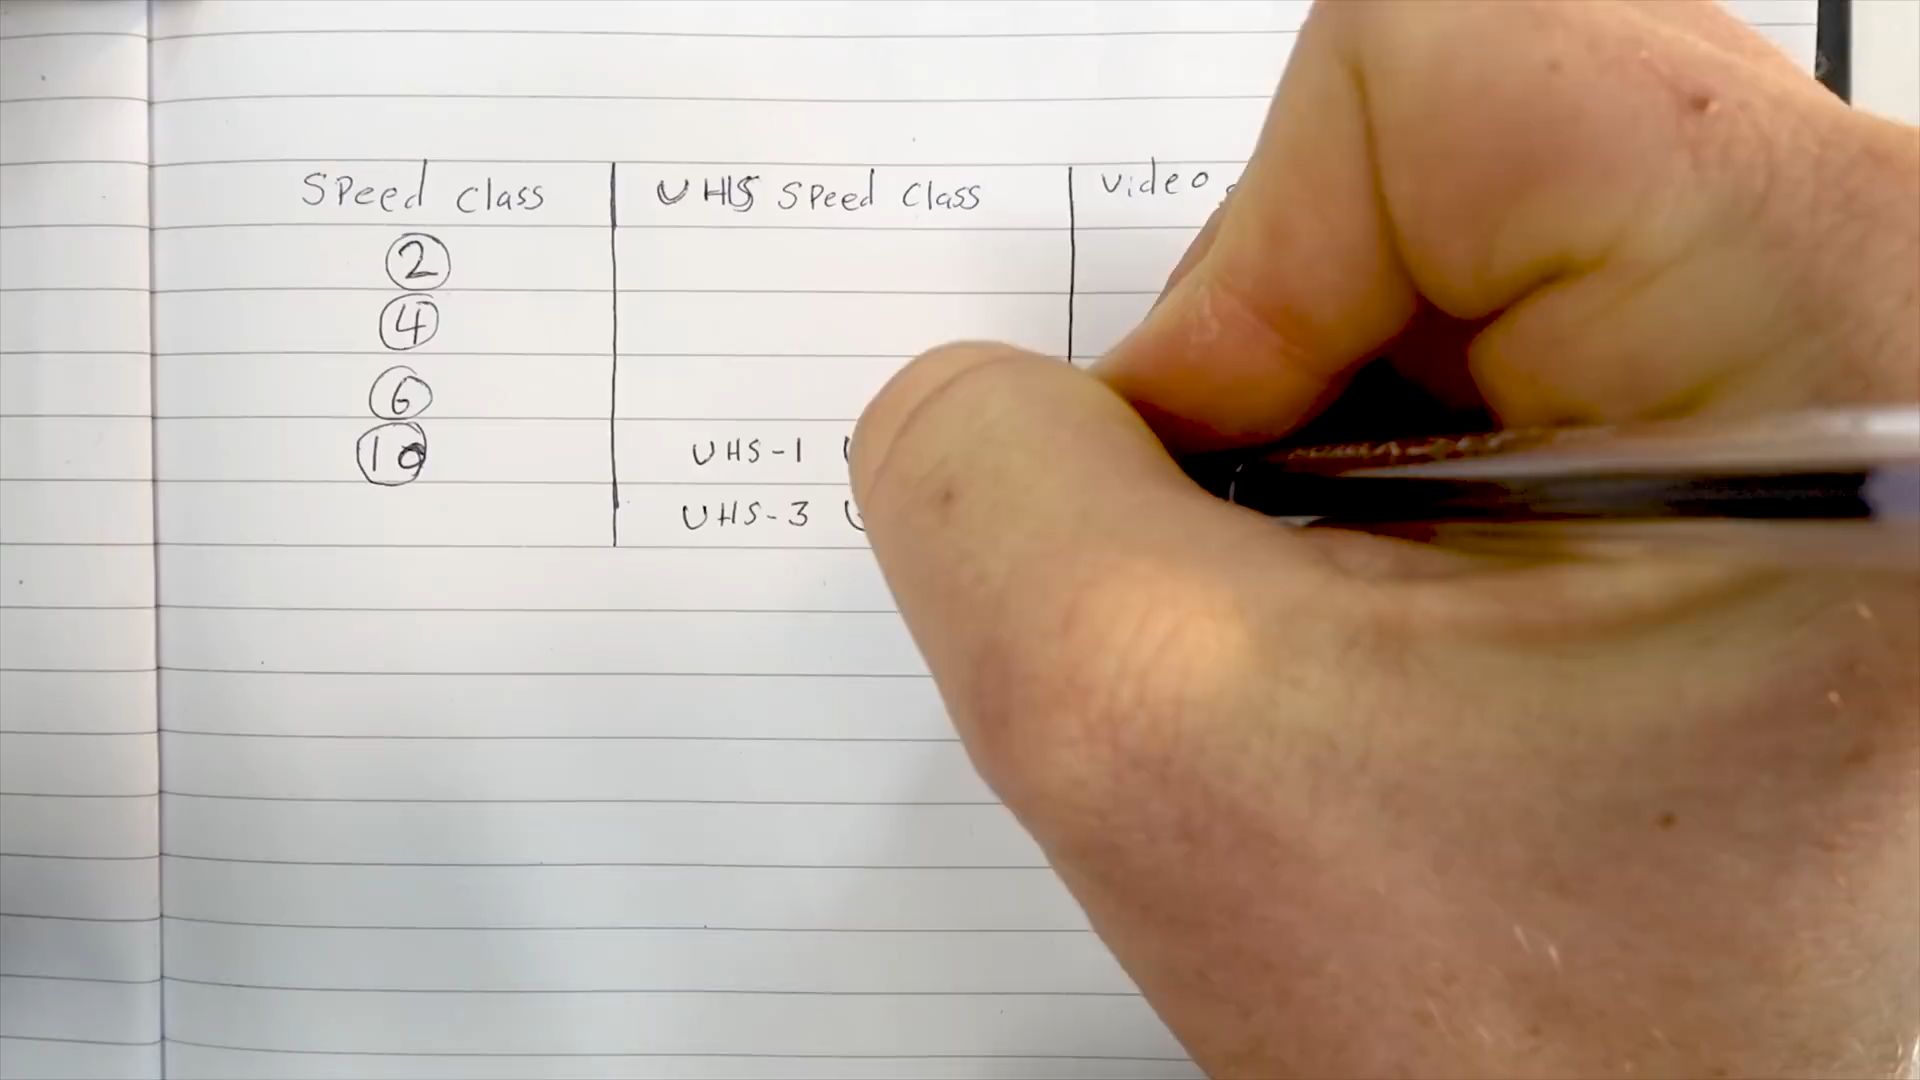 Speed Class UHS Speed Class Video
2
4
6
10 UHS-1
UHS-3